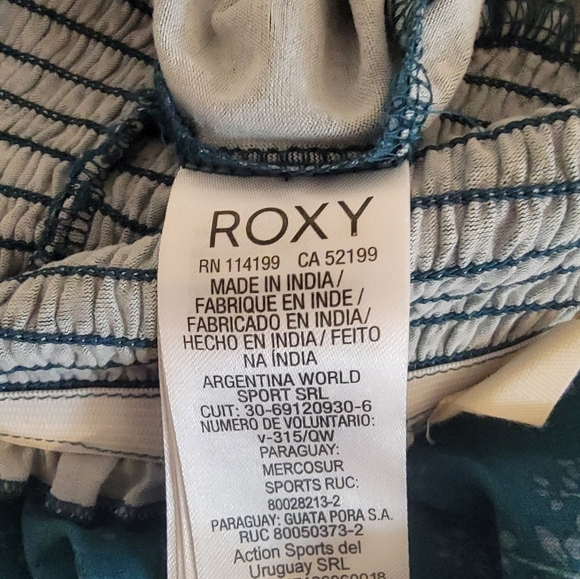 ROXY
RN 114199 CA 52199
MADE IN INDIA /
FABRIQUE EN INDE /
FABRICADO EN INDIA /
HECHO EN INDIA / FEITO
NA ÍNDIA
ARGENTINA WORLD
SPORT SRL
CUIT: 30-69120930-6
NUMERO DE VOLUNTARIO:
v-315/QW
PARAGUAY:
MERCOSUR
SPORTS RUC:
80028213-2
PARAGUAY: GUATA PORA S.A.
RUC 80050373-2
Action Sports del
Uruguay SRL